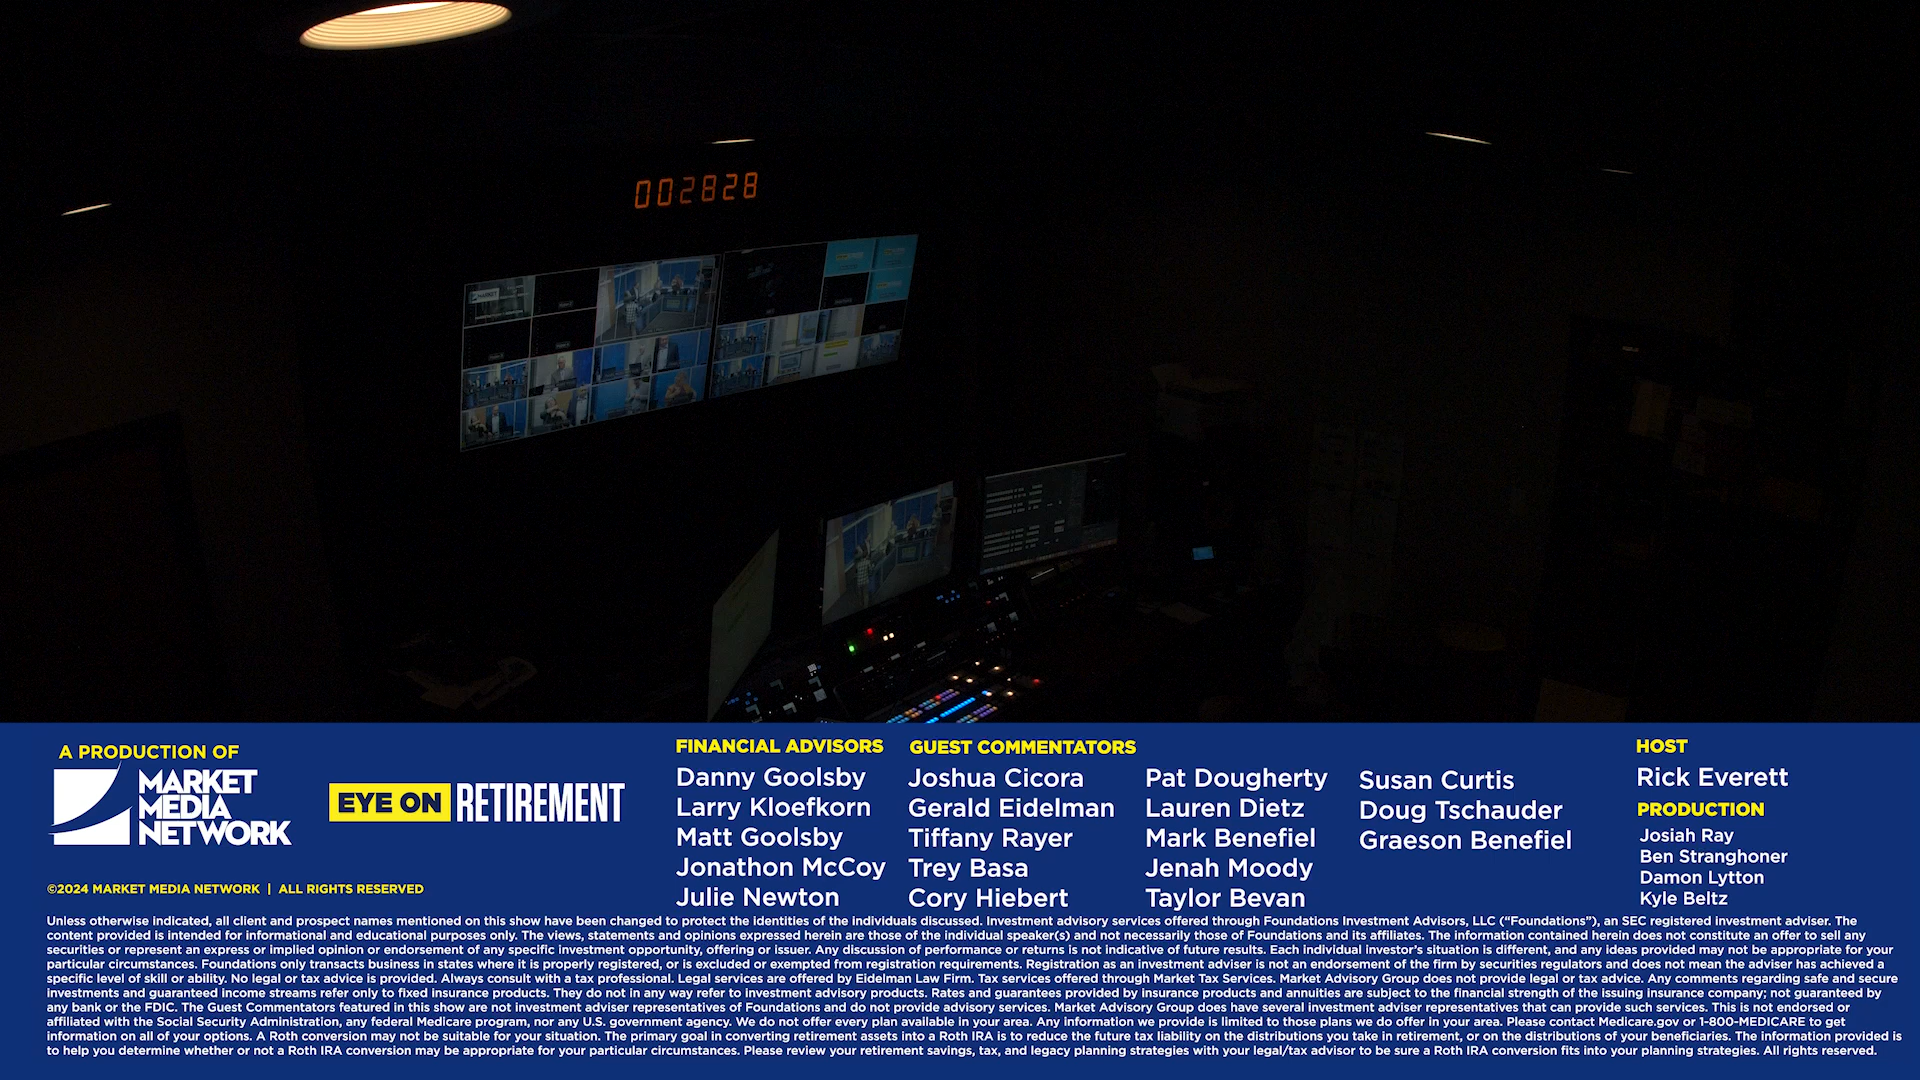 002828
MARKET
A PRODUCTION OF
MARKET
MEDIA
NETWORK
EYE ON RETIREMENT
©2024 MARKET MEDIA NETWORK | ALL RIGHTS RESERVED
FINANCIAL ADVISORS
Danny Goolsby
Larry Kloefkorn
Matt Goolsby
Jonathon McCoy
Julie Newton
GUEST COMMENTATORS
Joshua Cicora
Gerald Eidelman
Tiffany Rayer
Trey Basa
Cory Hiebert
Pat Dougherty
Lauren Dietz
Mark Benefiel
Jenah Moody
Taylor Bevan
Susan Curtis
Doug Tschauder
Graeson Benefiel
HOST
Rick Everett
PRODUCTION
Josiah Ray
Ben Stranghoner
Damon Lytton
Kyle Beltz
Unless otherwise indicated, all client and prospect names mentioned on this show have been changed to protect the identities of the individuals discussed. Investment advisory services offered through Foundations Investment Advisors, LLC (“Foundations”), an SEC registered investment adviser. The
content provided is intended for informational and educational purposes only. The views, statements and opinions expressed herein are those of the individual speaker(s) and not necessarily those of Foundations and its affiliates. The information contained herein does not constitute an offer to sell any
securities or represent an express or implied opinion or endorsement of any specific investment opportunity, offering or issuer. Any discussion of performance or returns is not indicative of future results. Each individual investor’s situation is different, and any ideas provided may not be appropriate for your
particular circumstances. Foundations only transacts business in states where it is properly registered, or is excluded or exempted from registration requirements. Registration as an investment adviser is not an endorsement of the firm by securities regulators and does not mean the adviser has achieved a
specific level of skill or ability. No legal or tax advice is provided. Always consult with a tax professional. Legal services are offered by Eidelman Law Firm. Tax services offered through Market Tax Services. Market Advisory Group does not provide legal or tax advice. Any comments regarding safe and secure
investments and guaranteed income streams refer only to fixed insurance products. They do not in any way refer to investment advisory products. Rates and guarantees provided by insurance products and annuities are subject to the financial strength of the issuing insurance company; not guaranteed by
any bank or the FDIC. The Guest Commentators featured in this show are not investment adviser representatives of Foundations and do not provide advisory services. Market Advisory Group does have several investment adviser representatives that can provide such services. This is not endorsed or
affiliated with the Social Security Administration, any federal Medicare program, nor any U.S. government agency. We do not offer every plan available in your area. Any information we provide is limited to those plans we do offer in your area. Please contact Medicare.gov or 1-800-MEDICARE to get
information on all of your options. A Roth conversion may not be suitable for your situation. The primary goal in converting retirement assets into a Roth IRA is to reduce the future tax liability on the distributions you take in retirement, or on the distributions of your beneficiaries. The information provided is
to help you determine whether or not a Roth IRA conversion may be appropriate for your particular circumstances. Please review your retirement savings, tax, and legacy planning strategies with your legal/tax advisor to be sure a Roth IRA conversion fits into your planning strategies. All rights reserved.